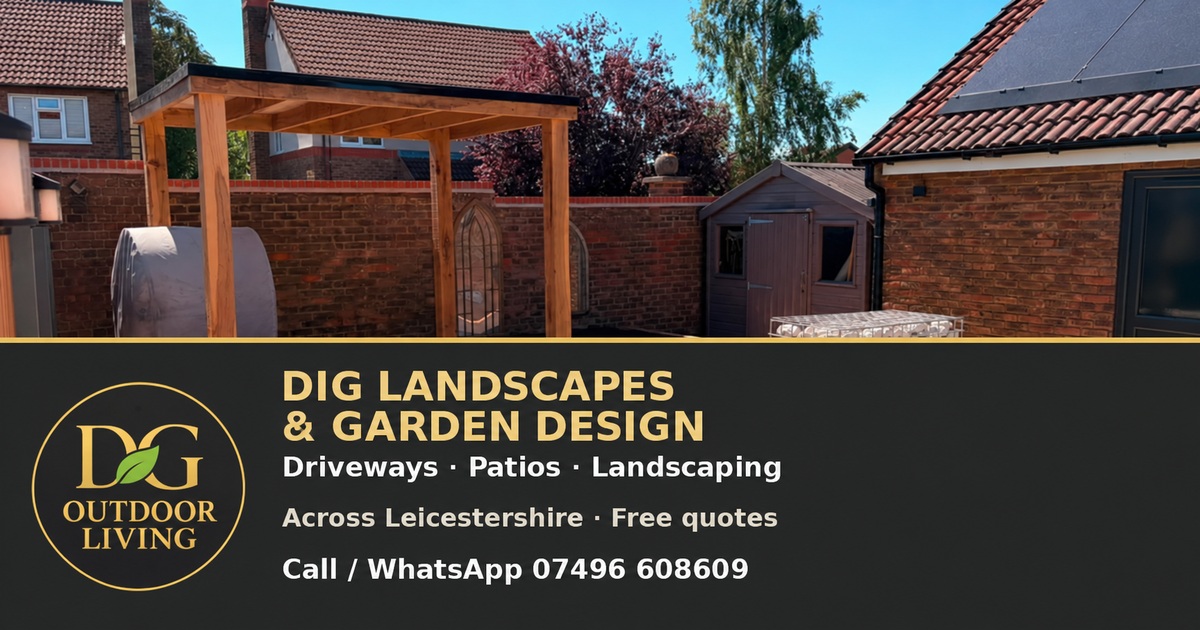 DG
OUTDOOR
LIVING
DIG LANDSCAPES
& GARDEN DESIGN
Driveways · Patios · Landscaping
Across Leicestershire · Free quotes
Call / WhatsApp 07496 608609